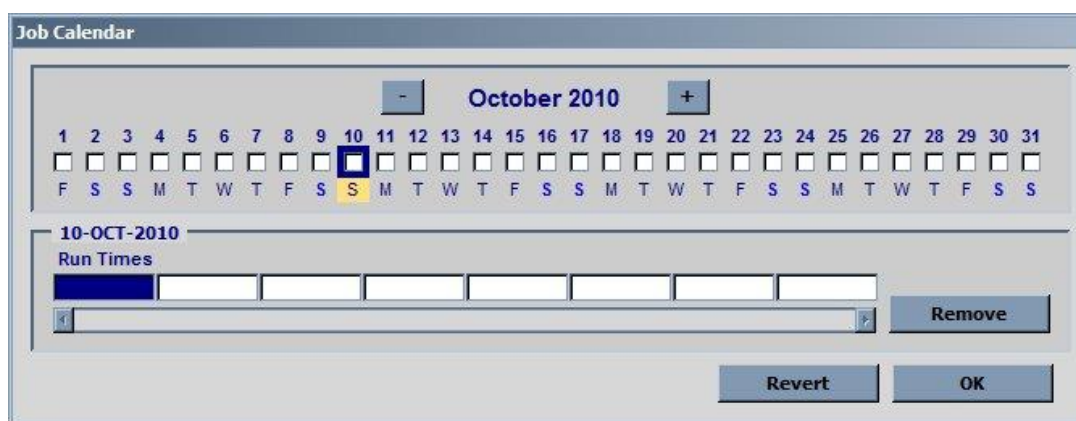 Job Calendar
- October 2010 +
1 2 3 4 5 6 7 8 9 10 11 12 13 14 15 16 17 18 19 20 21 22 23 24 25 26 27 28 29 30 31
F S S M T W T F S S M T W T F S S M T W T F S S M T W T F S S
10-OCT-2010
Run Times
Remove
Revert OK